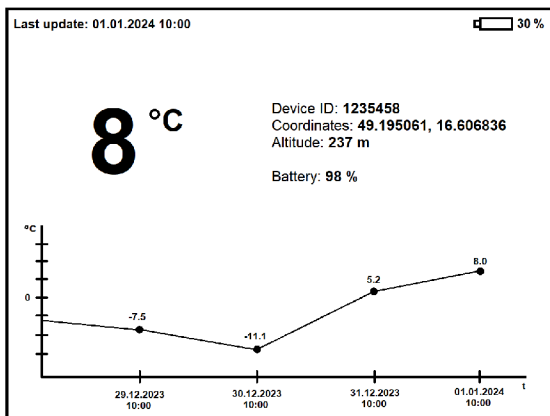 Last update: 01.01.2024 10:00
30 %
8 °C
Device ID: 1235458
Coordinates: 49.195061, 16.606836
Altitude: 237 m
Battery: 98 %
°C
8.0
5.2
0
-7.5
-11.1
t
29.12.2023 30.12.2023 31.12.2023 01.01.2024
10:00 10:00 10:00 10:00